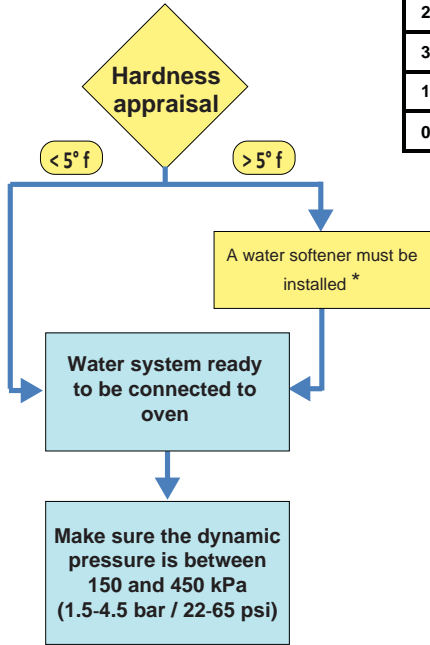 2
3
1
0
Hardness
appraisal
< 5° f
> 5° f
A water softener must be
installed *
Water system ready
to be connected to
oven
Make sure the dynamic
pressure is between
150 and 450 kPa
(1.5-4.5 bar / 22-65 psi)